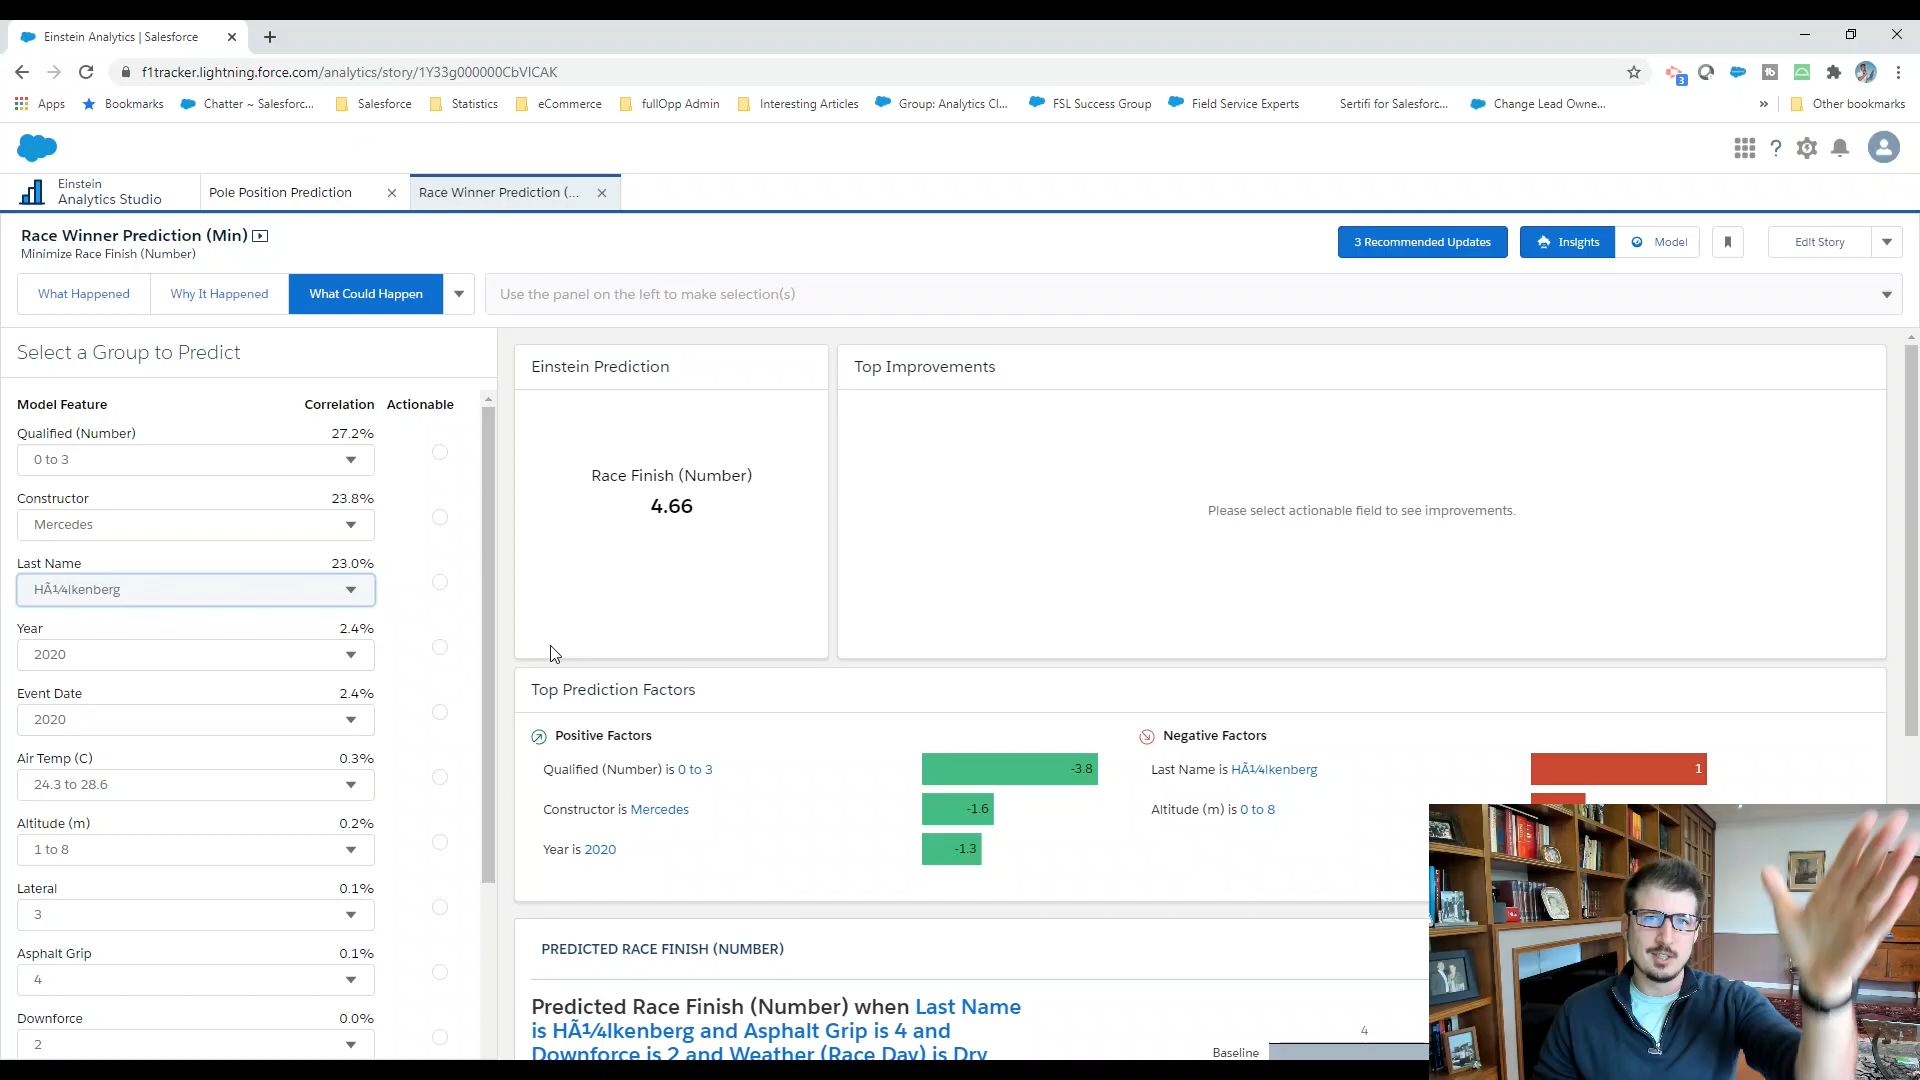 Einstein Analytics | Salesforce
f1tracker.lightning.force.com/analytics/story/1Y33g000000CbVlCAK
3
Apps
Bookmarks
Chatter ~ Salesforc...
Salesforce
Statistics
eCommerce
fullOpp Admin
Interesting Articles
Group: Analytics Cl...
FSL Success Group
Field Service Experts
Sertifi for Salesforc...
Change Lead Owne...
»
Other bookmarks
Einstein
Analytics Studio
Pole Position Prediction
Race Winner Prediction (...
Race Winner Prediction (Min)
Minimize Race Finish (Number)
3 Recommended Updates
Insights
Model
Edit Story
What Happened
Why It Happened
What Could Happen
Use the panel on the left to make selection(s)
Select a Group to Predict
Model Feature Correlation Actionable
Qualified (Number) 27.2%
0 to 3
Constructor 23.8%
Mercedes
Last Name 23.0%
HÃ¼lkenberg
Year 2.4%
2020
Event Date 2.4%
2020
Air Temp (C) 0.3%
24.3 to 28.6
Altitude (m) 0.2%
1 to 8
Lateral 0.1%
3
Asphalt Grip 0.1%
4
Downforce 0.0%
2
Einstein Prediction
Race Finish (Number)
4.66
Top Improvements
Please select actionable field to see improvements.
Top Prediction Factors
Positive Factors
Qualified (Number) is 0 to 3 -3.8
Constructor is Mercedes -1.6
Year is 2020 -1.3
Negative Factors
Last Name is HÃ¼lkenberg 1
Altitude (m) is 0 to 8
PREDICTED RACE FINISH (NUMBER)
Predicted Race Finish (Number) when Last Name
is HÃ¼lkenberg and Asphalt Grip is 4 and
Downforce is 2 and Weather (Race Day) is Dry
4
Baseline